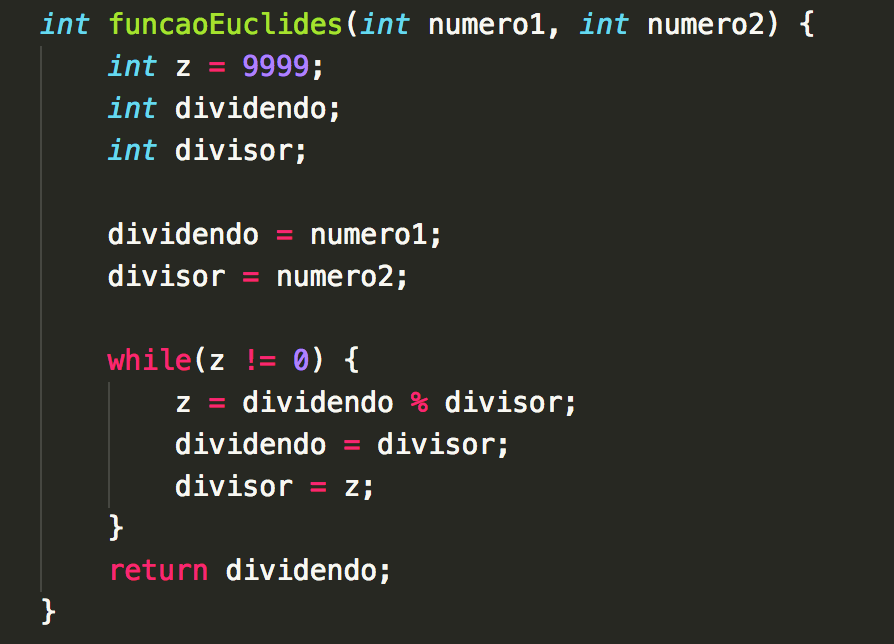 int funcaoEuclides(int numero1, int numero2) {
    int z = 9999;
    int dividendo;
    int divisor;

    dividendo = numero1;
    divisor = numero2;

    while(z != 0) {
        z = dividendo % divisor;
        dividendo = divisor;
        divisor = z;
    }
    return dividendo;
}